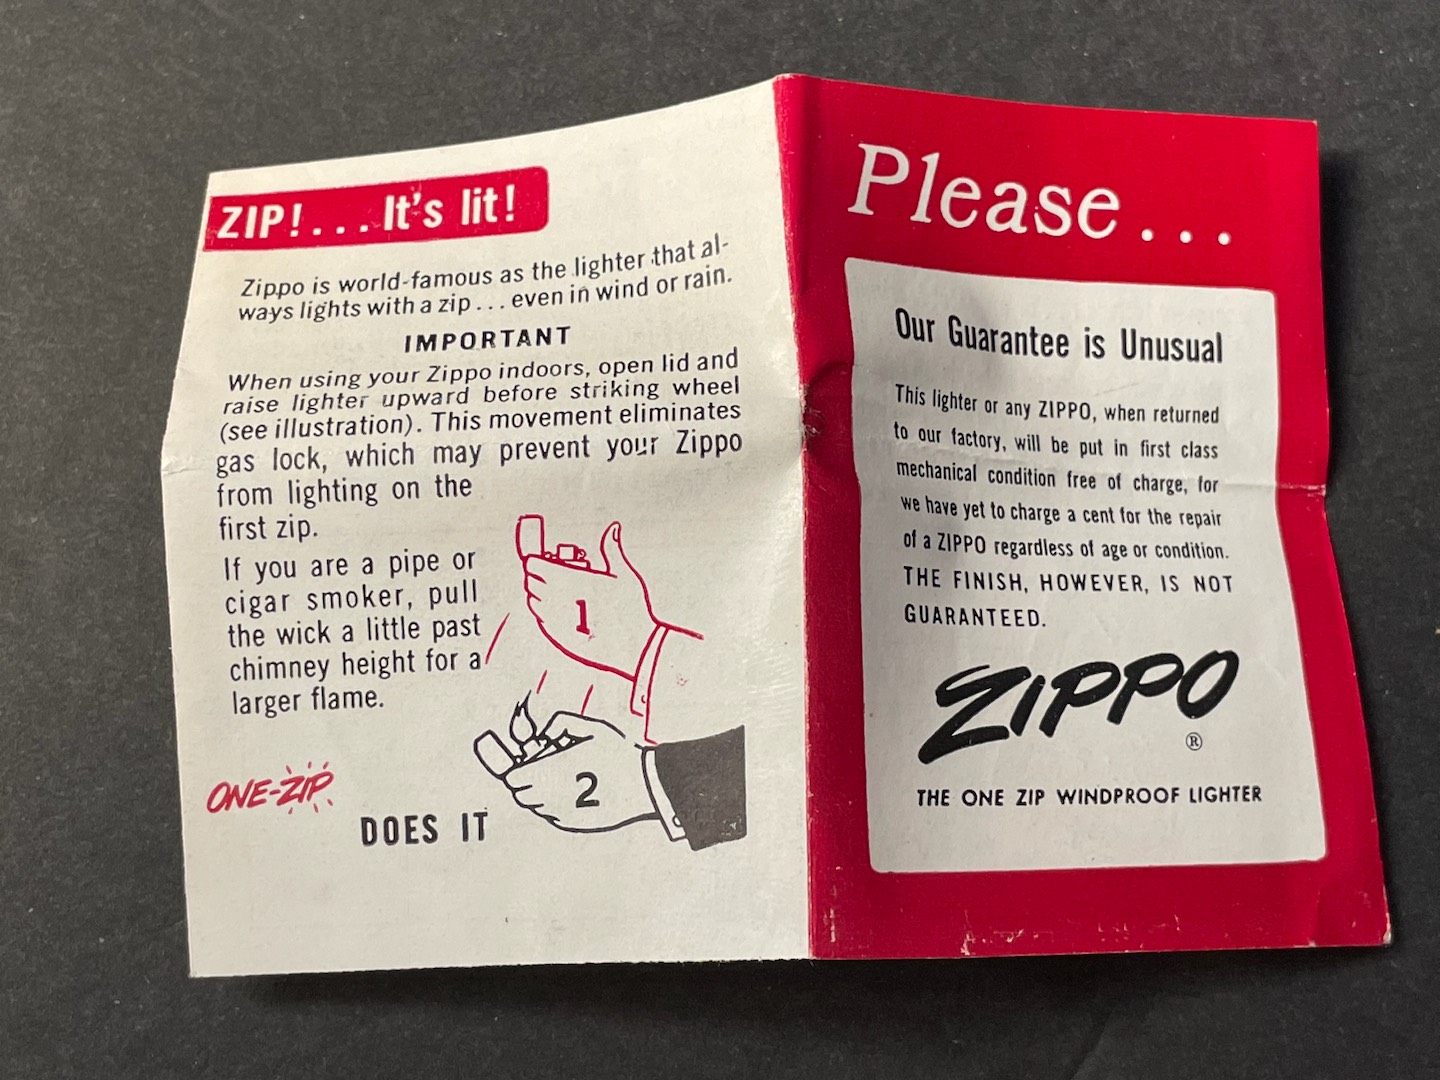 ZIP!....It's lit!
Zippo is world-famous as the lighter that al-
ways lights with a zip... even in wind or rain.
IMPORTANT
When using your Zippo indoors, open lid and
raise lighter upward before striking wheel
(see illustration). This movement eliminates
gas lock, which may prevent your Zippo
from lighting on the
first zip.
If you are a pipe or
cigar smoker, pull
the wick a little past
chimney height for a
larger flame.
1
2
ONE-ZIP
DOES IT
Please...
Our Guarantee is Unusual
This lighter or any ZIPPO, when returned
to our factory, will be put in first class
mechanical condition free of charge, for
we have yet to charge a cent for the repair
of a ZIPPO regardless of age or condition.
THE FINISH, HOWEVER, IS NOT
GUARANTEED.
ZIPPO
®
THE ONE ZIP WINDPROOF LIGHTER